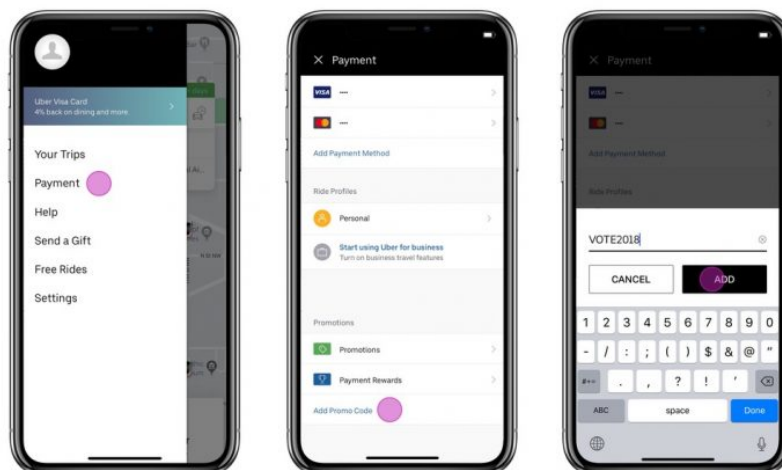 Uber Visa Card
4% back on dining and more
Your Trips
Payment
Help
Send a Gift
Free Rides
Settings
× Payment
VISA ····
····
Add Payment Method
Ride Profiles
Personal
Start using Uber for business
Turn on business travel features
Promotions
Promotions
Payment Rewards
Add Promo Code
× Payment
VISA ····
····
Add Payment Method
Ride Profiles
VOTE2018
CANCEL
ADD
1 2 3 4 5 6 7 8 9 0
- / : ; ( ) $ & @ "
#+= . , ? ! '
ABC space Done